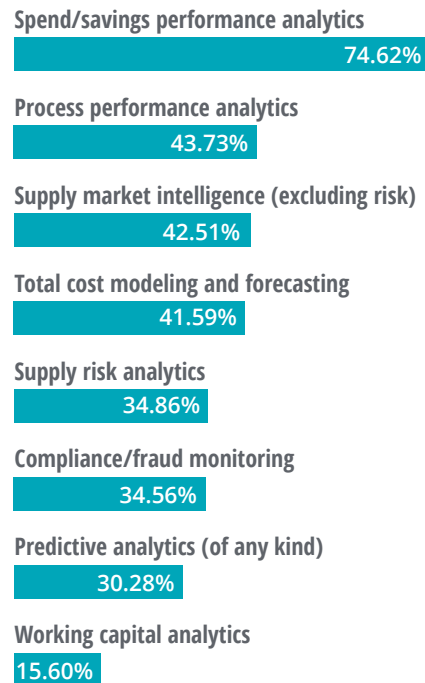 Spend/savings performance analytics
74.62%
Process performance analytics
43.73%
Supply market intelligence (excluding risk)
42.51%
Total cost modeling and forecasting
41.59%
Supply risk analytics
34.86%
Compliance/fraud monitoring
34.56%
Predictive analytics (of any kind)
30.28%
Working capital analytics
15.60%